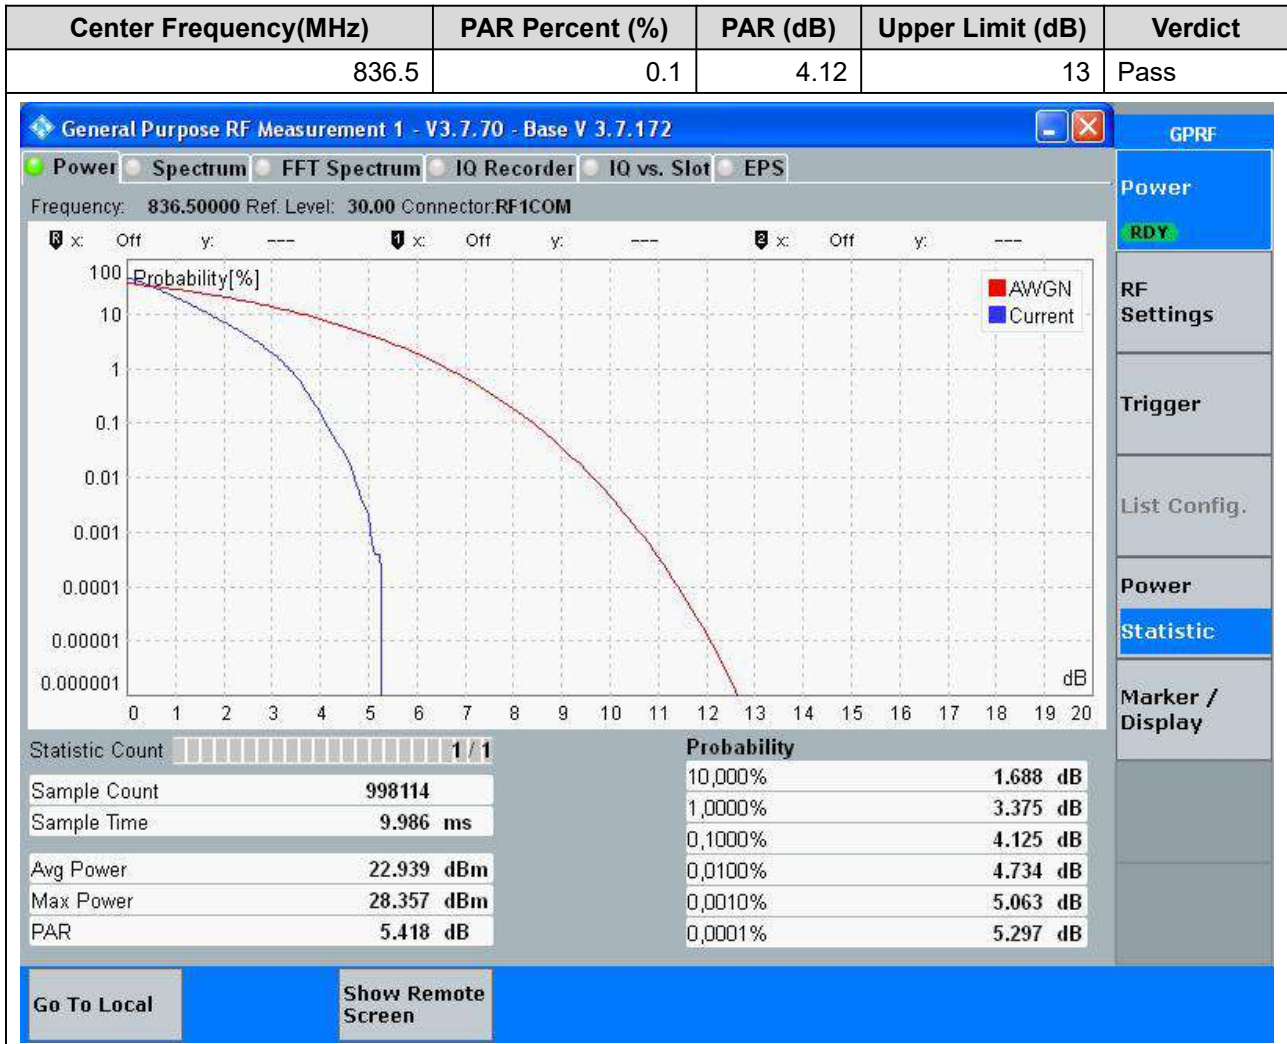 Center Frequency(MHz) PAR Percent (%) PAR (dB) Upper Limit (dB) Verdict
836.5 0.1 4.12 13 Pass
General Purpose RF Measurement 1 - V3.7.70 - Base V 3.7.172
GPRF
Power Spectrum FFT Spectrum IQ Recorder IQ vs. Slot EPS
Frequency: 836.50000 Ref. Level: 30.00 Connector:RF1COM
R x: Off y: --- 1 x: Off y: --- 2 x: Off y: ---
Probability[%]
AWGN
Current
100
10
1
0.1
0.01
0.001
0.0001
0.00001
0.000001
dB
0 1 2 3 4 5 6 7 8 9 10 11 12 13 14 15 16 17 18 19 20
Statistic Count 1 / 1
Sample Count 998114
Sample Time 9.986 ms
Avg Power 22.939 dBm
Max Power 28.357 dBm
PAR 5.418 dB
Probability
10,000% 1.688 dB
1,0000% 3.375 dB
0,1000% 4.125 dB
0,0100% 4.734 dB
0,0010% 5.063 dB
0,0001% 5.297 dB
Power
RDY
RF
Settings
Trigger
List Config.
Power
Statistic
Marker /
Display
Go To Local
Show Remote
Screen